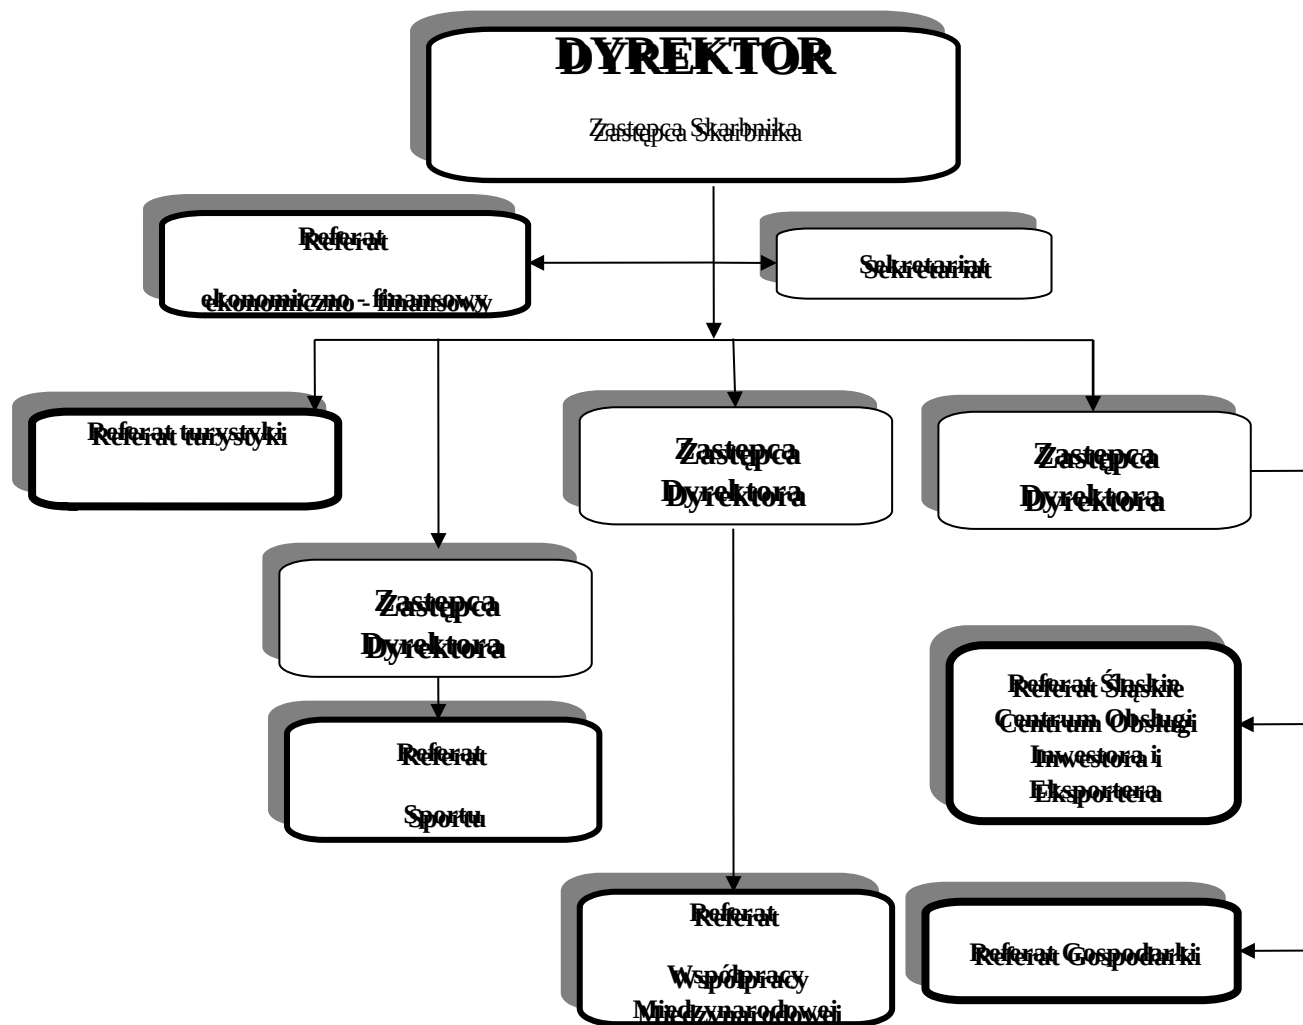 DYREKTOR
Zastępca Skarbnika
Referat
ekonomiczno - finansowy
Sekretariat
Referat turystyki
Zastępca
Dyrektora
Zastępca
Dyrektora
Zastępca
Dyrektora
Referat
Sportu
Referat Śląskie
Centrum Obsługi
Inwestora i
Eksportera
Referat
Współpracy
Międzynarodowej
Referat Gospodarki